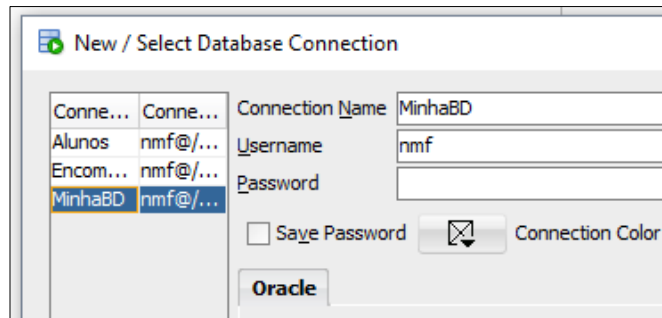 New / Select Database Connection
Conne... Conne... Connection Name MinhaBD
Alunos nmf@/... Username nmf
Encom... nmf@/... Password
MinhaBD nmf@/...
Save Password Connection Color
Oracle